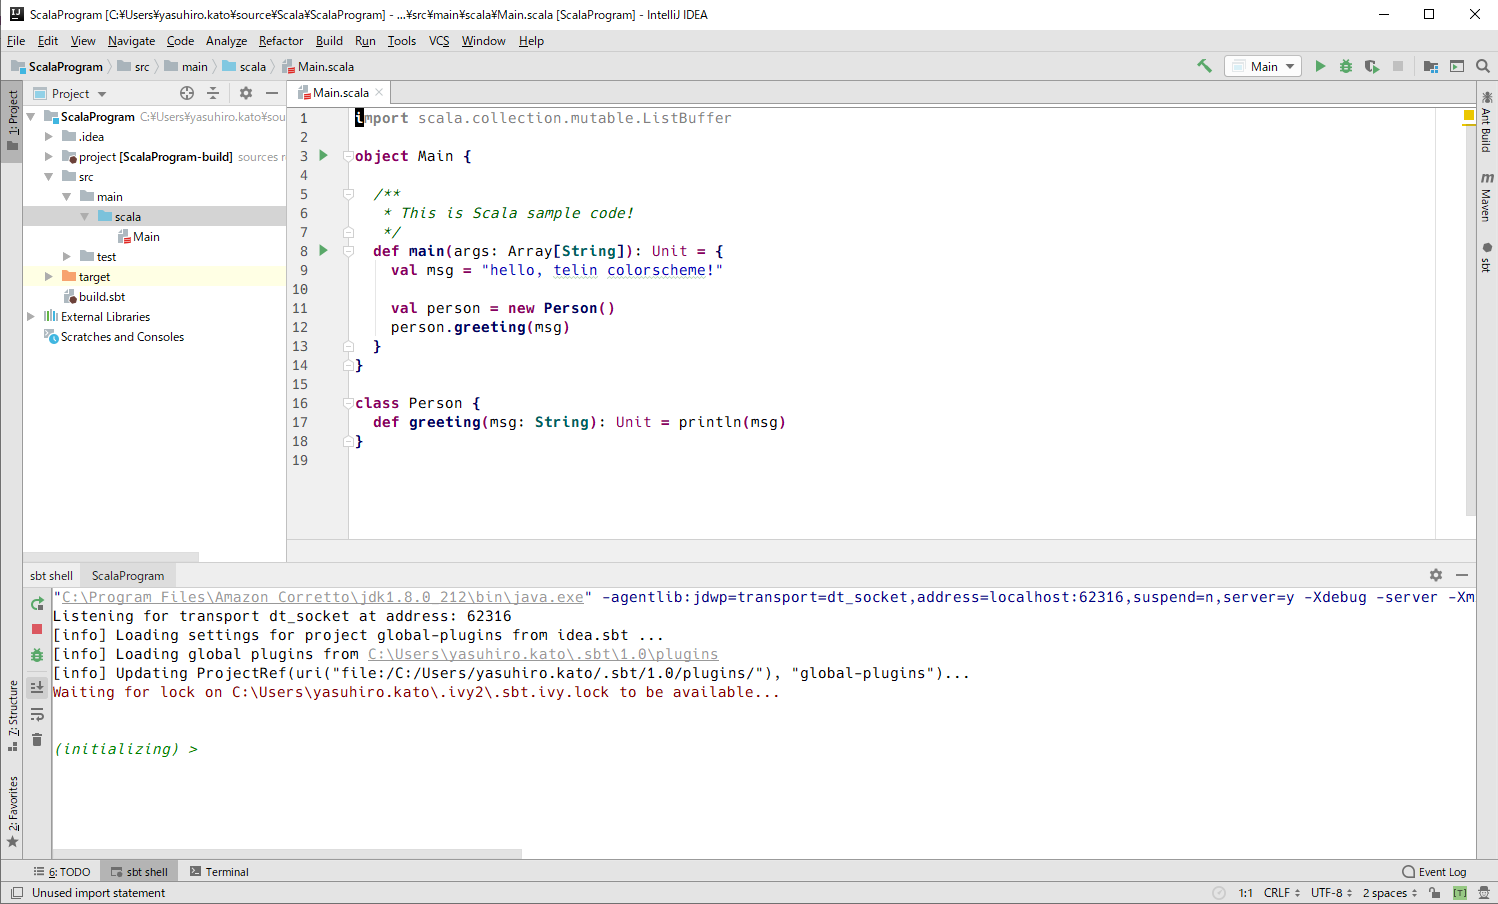 ScalaProgram [C:¥Users¥yasuhiro.kato¥source¥Scala¥ScalaProgram] - ...¥src¥main¥scala¥Main.scala [ScalaProgram] - IntelliJ IDEA
File Edit View Navigate Code Analyze Refactor Build Run Tools VCS Window Help
ScalaProgram src main scala Main.scala
Main
1: Project
Project
Main.scala
ScalaProgram C:¥Users¥yasuhiro.kato¥sou
.idea
project [ScalaProgram-build] sources r
src
main
scala
Main
test
target
build.sbt
External Libraries
Scratches and Consoles
1 import scala.collection.mutable.ListBuffer
2
3 object Main {
4
5 /**
6 * This is Scala sample code!
7 */
8 def main(args: Array[String]): Unit = {
9 val msg = "hello, telin colorscheme!"
10
11 val person = new Person()
12 person.greeting(msg)
13 }
14 }
15
16 class Person {
17 def greeting(msg: String): Unit = println(msg)
18 }
19
Ant Build
m
Maven
sbt
sbt shell ScalaProgram
"C:\Program Files\Amazon Corretto\jdk1.8.0_212\bin\java.exe" -agentlib:jdwp=transport=dt_socket,address=localhost:62316,suspend=n,server=y -Xdebug -server -Xm
Listening for transport dt_socket at address: 62316
[info] Loading settings for project global-plugins from idea.sbt ...
[info] Loading global plugins from C:\Users\yasuhiro.kato\.sbt\1.0\plugins
[info] Updating ProjectRef(uri("file:/C:/Users/yasuhiro.kato/.sbt/1.0/plugins/"), "global-plugins")...
Waiting for lock on C:\Users\yasuhiro.kato\.ivy2\.sbt.ivy.lock to be available...
(initializing) >
7: Structure
2: Favorites
6: TODO sbt shell Terminal Event Log
Unused import statement 1:1 CRLF UTF-8 2 spaces [T]